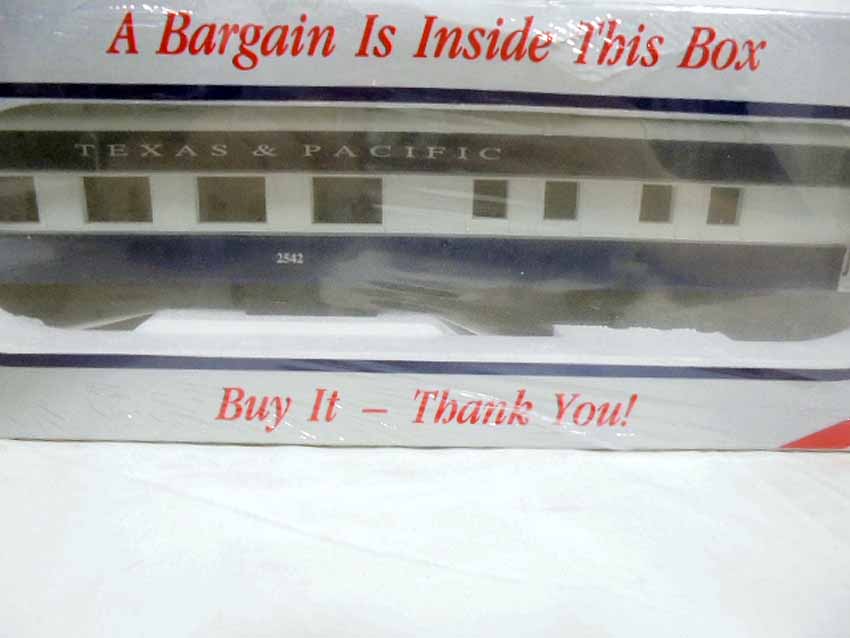 A Bargain Is Inside This Box
TEXAS & PACIFIC
2542
Buy It – Thank You!